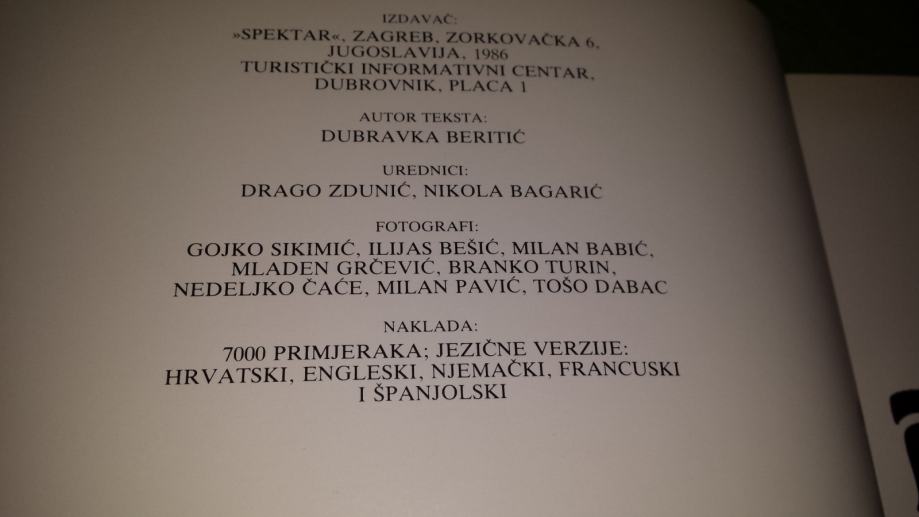 IZDAVAČ:
»SPEKTAR«, ZAGREB, ZORKOVAČKA 6,
JUGOSLAVIJA, 1986
TURISTIČKI INFORMATIVNI CENTAR,
DUBROVNIK, PLACA 1
AUTOR TEKSTA:
DUBRAVKA BERITIĆ
UREDNICI:
DRAGO ZDUNIĆ, NIKOLA BAGARIĆ
FOTOGRAFI:
GOJKO SIKIMIĆ, ILIJAS BEŠIĆ, MILAN BABIĆ,
MLADEN GRČEVIĆ, BRANKO TURIN,
NEDELJKO ČAĆE, MILAN PAVIĆ, TOŠO DABAC
NAKLADA:
7000 PRIMJERAKA; JEZIČNE VERZIJE:
HRVATSKI, ENGLESKI, NJEMAČKI, FRANCUSKI
I ŠPANJOLSKI